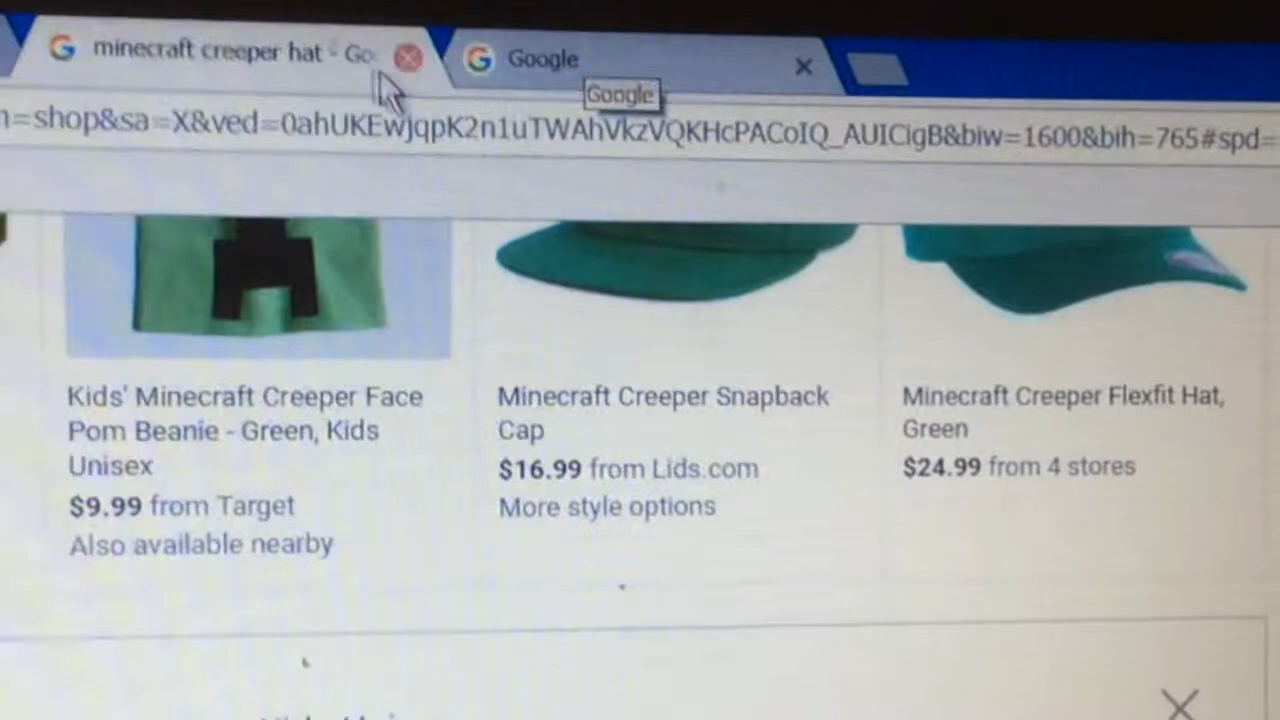 minecraft creeper hat - Go
Google
Google
=shop&sa=X&ved=0ahUKEwjqpK2n1uTWAhVkzVQKHcPACoIQ_AUICigB&biw=1600&bih=765#spd=
Kids' Minecraft Creeper Face
Pom Beanie - Green, Kids
Unisex
$9.99 from Target
Also available nearby
Minecraft Creeper Snapback
Cap
$16.99 from Lids.com
More style options
Minecraft Creeper Flexfit Hat,
Green
$24.99 from 4 stores